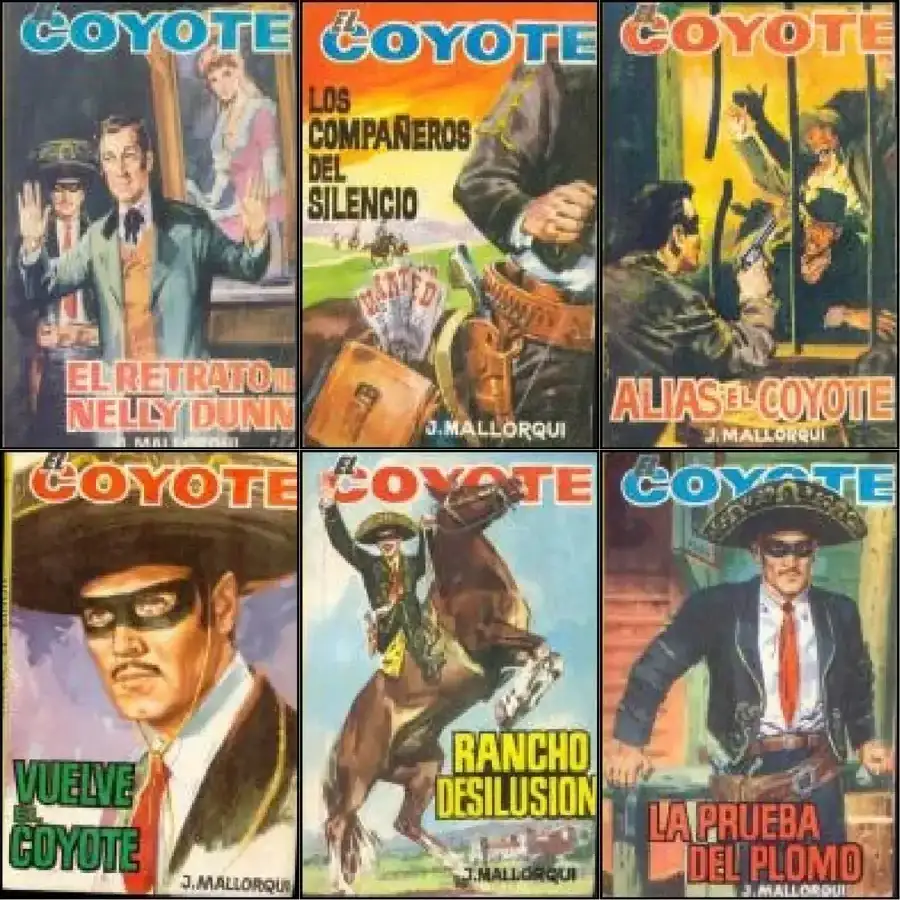 EL
COYOTE
EL RETRATO DE
NELLY DUNN
J. MALLORQUI
EL
COYOTE
LOS
COMPAÑEROS
DEL
SILENCIO
WANTED
J. MALLORQUI
EL
COYOTE
ALIAS EL COYOTE
J. MALLORQUI
EL
COYOTE
VUELVE
EL
COYOTE
J. MALLORQUI
EL
COYOTE
RANCHO
DESILUSION
J. MALLORQUI
EL
COYOTE
LA PRUEBA
DEL PLOMO
J. MALLORQUI